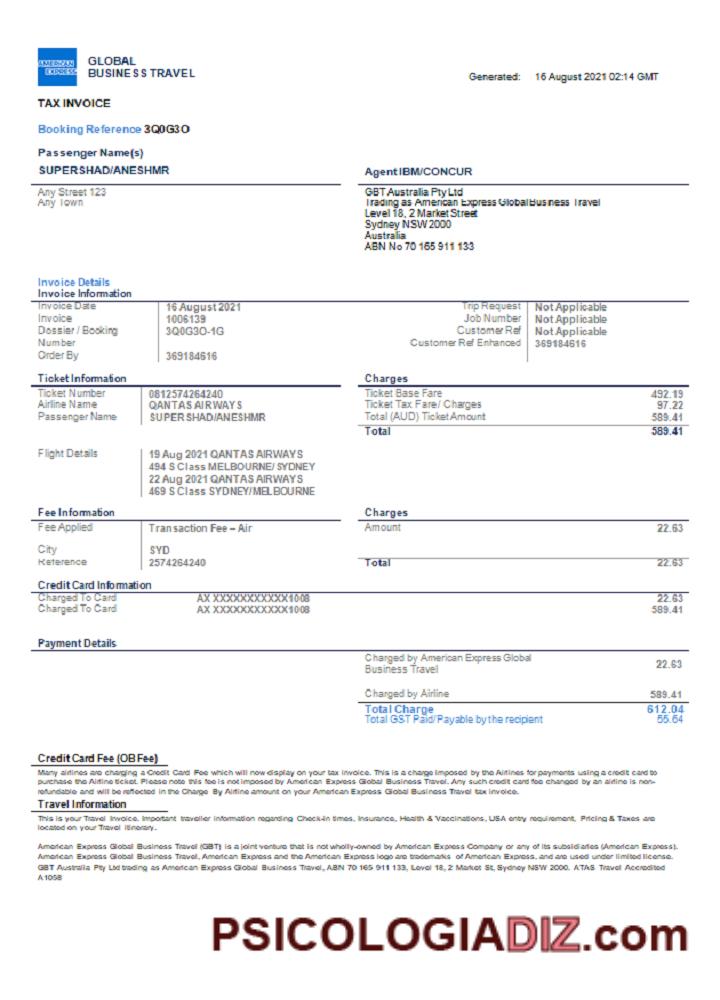 AMERICAN
EXPRESS
GLOBAL
BUSINESS TRAVEL
Generated: 16 August 2021 02:14 GMT
TAX INVOICE
Booking Reference 3Q0G3O
Passenger Name(s)
SUPERSHAD/ANESHMR
Agent IBM/CONCUR
Any Street 123
Any Town
GBT Australia Pty Ltd
Trading as American Express Global Business Travel
Level 18, 2 Market Street
Sydney NSW 2000
Australia
ABN No 70 165 911 133
Invoice Details
Invoice Information
Invoice Date 16 August 2021
Invoice 1006139
Dossier / Booking 3Q0G3O-1G
Number
Order By 369184616
Trip Request Not Applicable
Job Number Not Applicable
Customer Ref Not Applicable
Customer Ref Enhanced 369184616
Ticket Information
Ticket Number 0812574264240
Airline Name QANTAS AIRWAYS
Passenger Name SUPERSHAD/ANESHMR
Charges
Ticket Base Fare 492.19
Ticket Tax Fare/ Charges 97.22
Total (AUD) Ticket Amount 589.41
Total 589.41
Flight Details 19 Aug 2021 QANTAS AIRWAYS
494 S Class MELBOURNE/ SYDNEY
22 Aug 2021 QANTAS AIRWAYS
469 S Class SYDNEY/MELBOURNE
Fee Information
Fee Applied Transaction Fee – Air
City SYD
Reference 2574264240
Charges
Amount 22.63
Total 22.63
Credit Card Information
Charged To Card AX XXXXXXXXXXX1008 22.63
Charged To Card AX XXXXXXXXXXX1008 589.41
Payment Details
Charged by American Express Global
Business Travel 22.63
Charged by Airline 589.41
Total Charge 612.04
Total GST Paid/Payable by the recipient 55.64
Credit Card Fee (OB Fee)
Many airlines are charging a Credit Card Fee which will now display on your tax invoice. This is a charge imposed by the Airlines for payments using a credit card to
purchase the Airline ticket. Please note this fee is not imposed by American Express Global Business Travel. Any such credit card fee changed by an airline is non-
refundable and will be reflected in the Charge By Airline amount on your American Express Global Business Travel tax invoice.
Travel Information
This is your Travel Invoice. Important traveller information regarding Check-in times, Insurance, Health & Vaccinations, USA entry requirement, Pricing & Taxes are
located on your Travel Itinerary.
American Express Global Business Travel (GBT) is a joint venture that is not wholly-owned by American Express Company or any of its subsidiaries (American Express).
American Express Global Business Travel, American Express and the American Express logo are trademarks of American Express, and are used under limited license.
GBT Australia Pty Ltd trading as American Express Global Business Travel, ABN 70 165 911 133, Level 18, 2 Market St, Sydney NSW 2000. ATAS Travel Accredited
A1058
PSICOLOGIADIZ.com